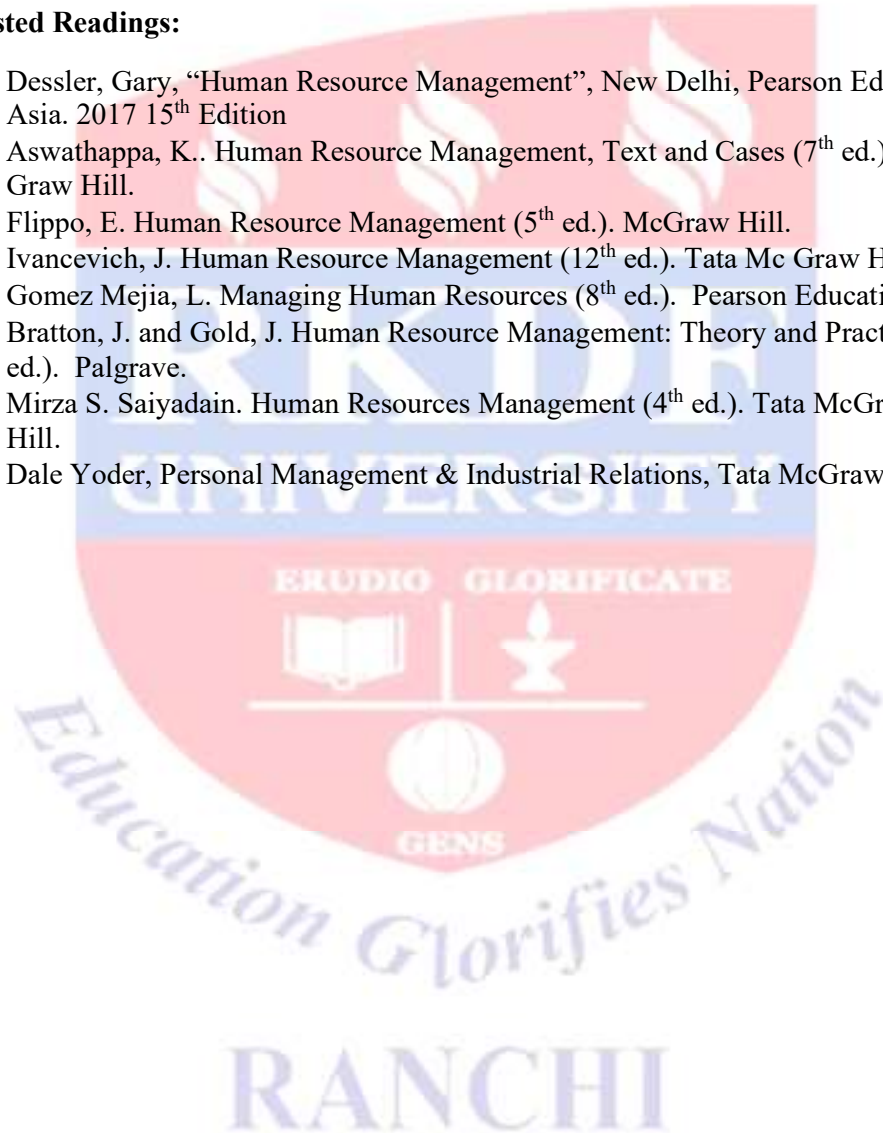 sted Readings:
Dessler, Gary, “Human Resource Management”, New Delhi, Pearson Ed
Asia. 2017 15th Edition
Aswathappa, K.. Human Resource Management, Text and Cases (7th ed.)
Graw Hill.
Flippo, E. Human Resource Management (5th ed.). McGraw Hill.
Ivancevich, J. Human Resource Management (12th ed.). Tata Mc Graw H
Gomez Mejia, L. Managing Human Resources (8th ed.). Pearson Educati
Bratton, J. and Gold, J. Human Resource Management: Theory and Pract
ed.). Palgrave.
Mirza S. Saiyadain. Human Resources Management (4th ed.). Tata McGr
Hill.
Dale Yoder, Personal Management & Industrial Relations, Tata McGraw
RKDF
UNIVERSITY
ERUDIO GLORIFICATE
GENS
Education Glorifies Nation
RANCHI